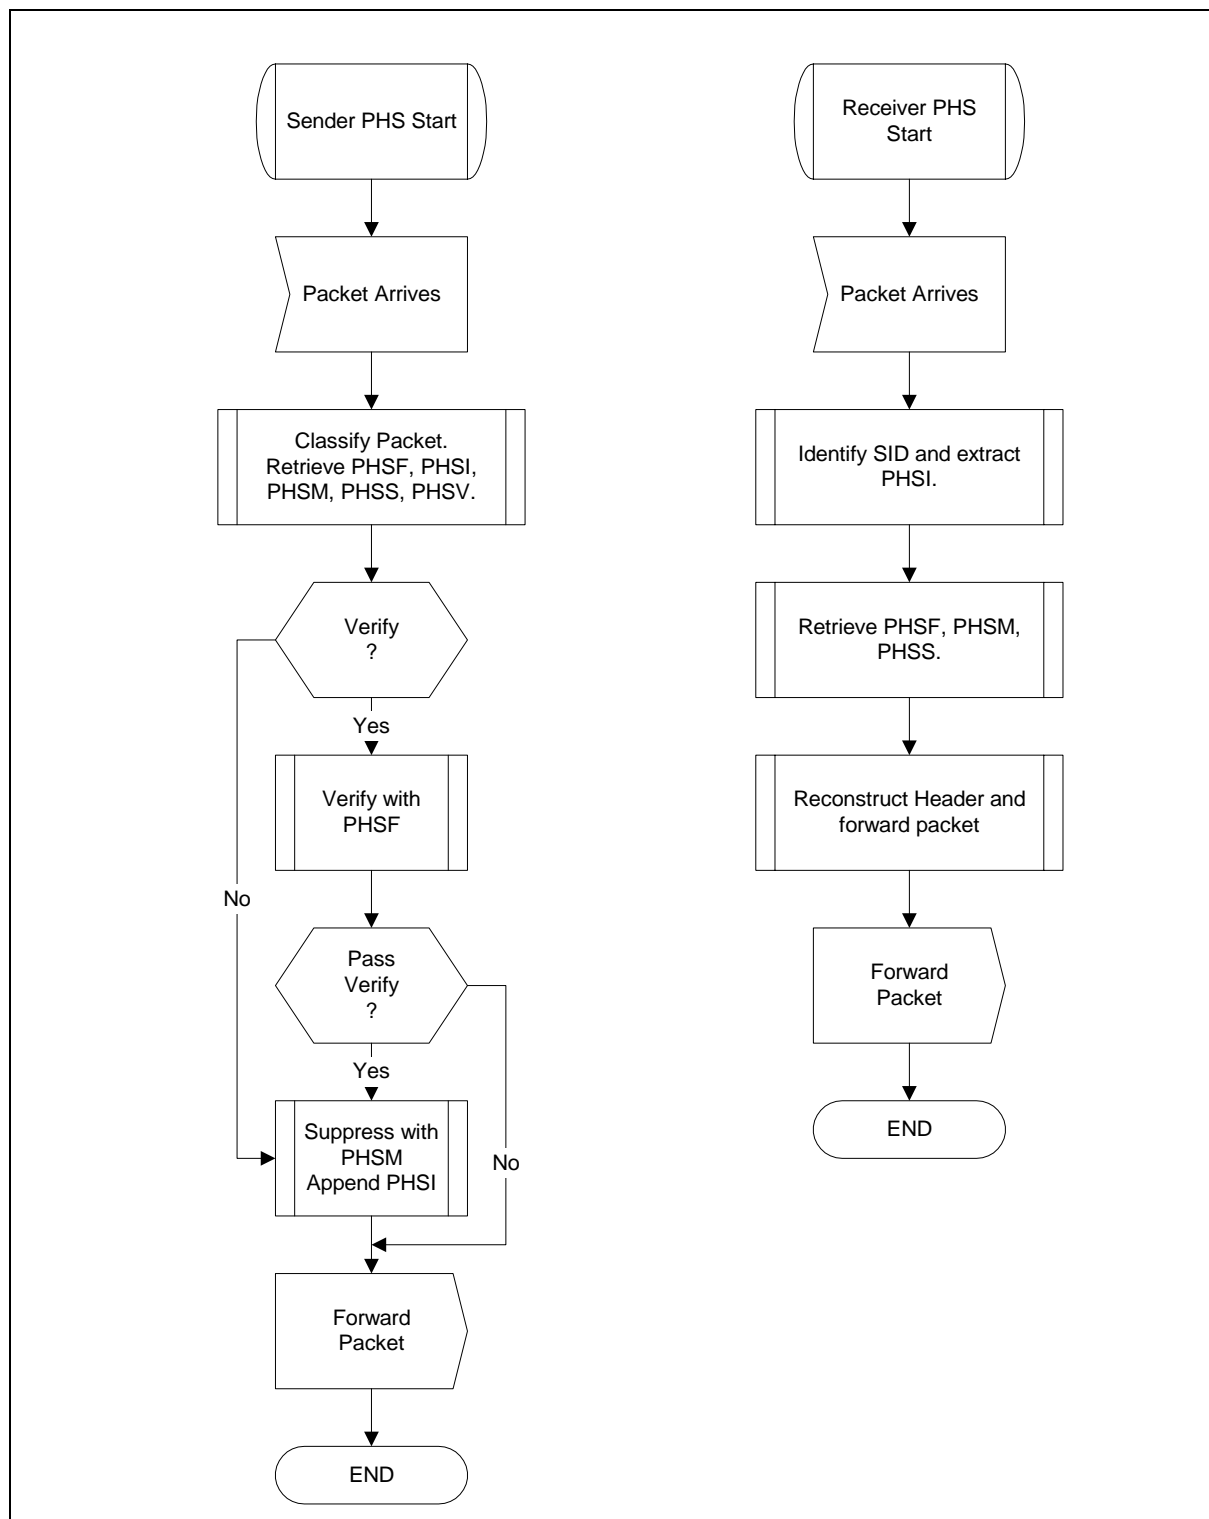 Sender PHS Start
Packet Arrives
Classify Packet.
Retrieve PHSF, PHSI,
PHSM, PHSS, PHSV.
Verify
?
Yes
Verify with
PHSF
No
Pass
Verify
?
Yes
Suppress with
PHSM
Append PHSI
No
Forward
Packet
END
Receiver PHS
Start
Packet Arrives
Identify SID and extract
PHSI.
Retrieve PHSF, PHSM,
PHSS.
Reconstruct Header and
forward packet
Forward
Packet
END